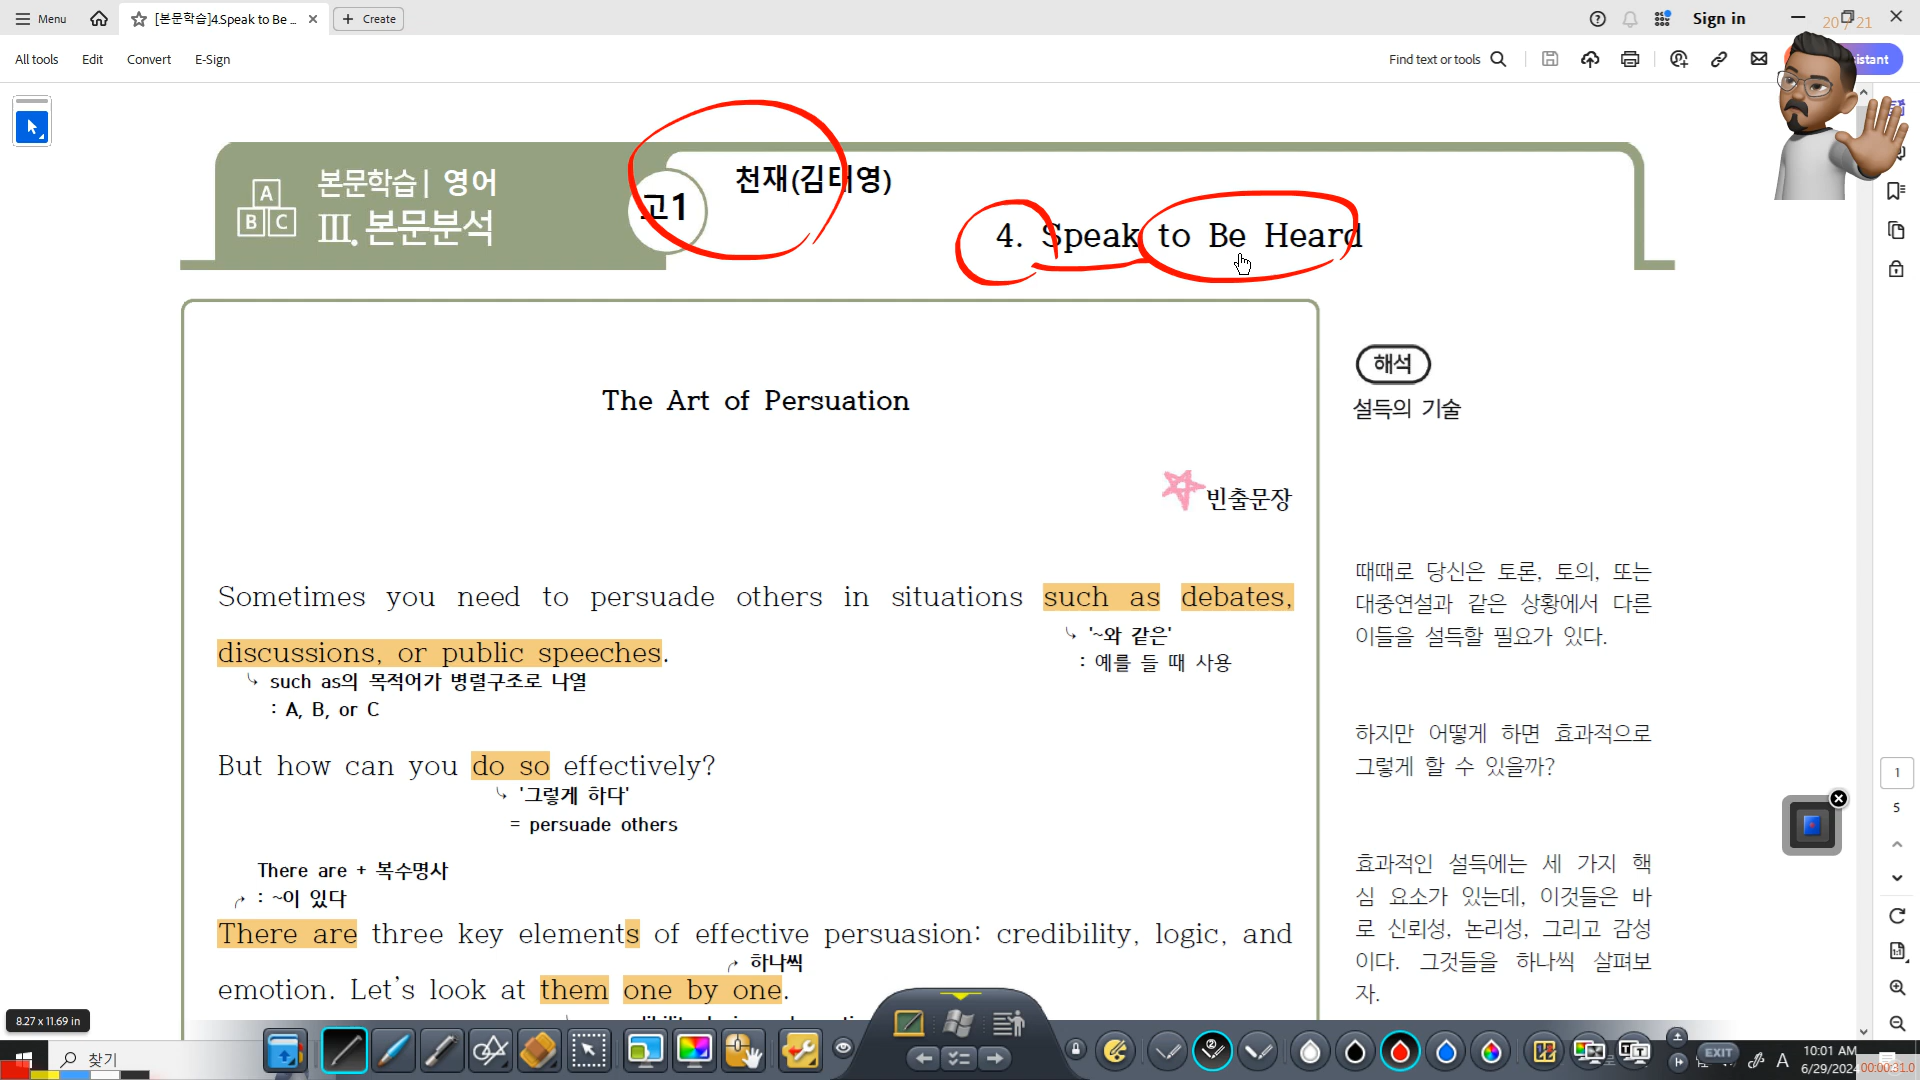 Menu
[본문학습]4.Speak to Be ...
Create
Sign in
20 / 21
All tools
Edit
Convert
E-Sign
Find text or tools
본문학습| 영어
Ⅲ. 본문분석
A
B C
고1
천재(김태영)
4. Speak to Be Heard
The Art of Persuation
해석
설득의 기술
빈출문장
Sometimes you need to persuade others in situations such as debates,
'~와 같은'
: 예를 들 때 사용
discussions, or public speeches.
such as의 목적어가 병렬구조로 나열
: A, B, or C
때때로 당신은 토론, 토의, 또는
대중연설과 같은 상황에서 다른
이들을 설득할 필요가 있다.
But how can you do so effectively?
'그렇게 하다'
= persuade others
하지만 어떻게 하면 효과적으로
그렇게 할 수 있을까?
There are + 복수명사
: ~이 있다
There are three key elements of effective persuasion: credibility, logic, and
하나씩
emotion. Let's look at them one by one.
효과적인 설득에는 세 가지 핵
심 요소가 있는데, 이것들은 바
로 신뢰성, 논리성, 그리고 감성
이다. 그것들을 하나씩 살펴보
자.
1
5
8.27 x 11.69 in
찾기
EXIT
A
10:01 AM
6/29/2024
00:00:31.0